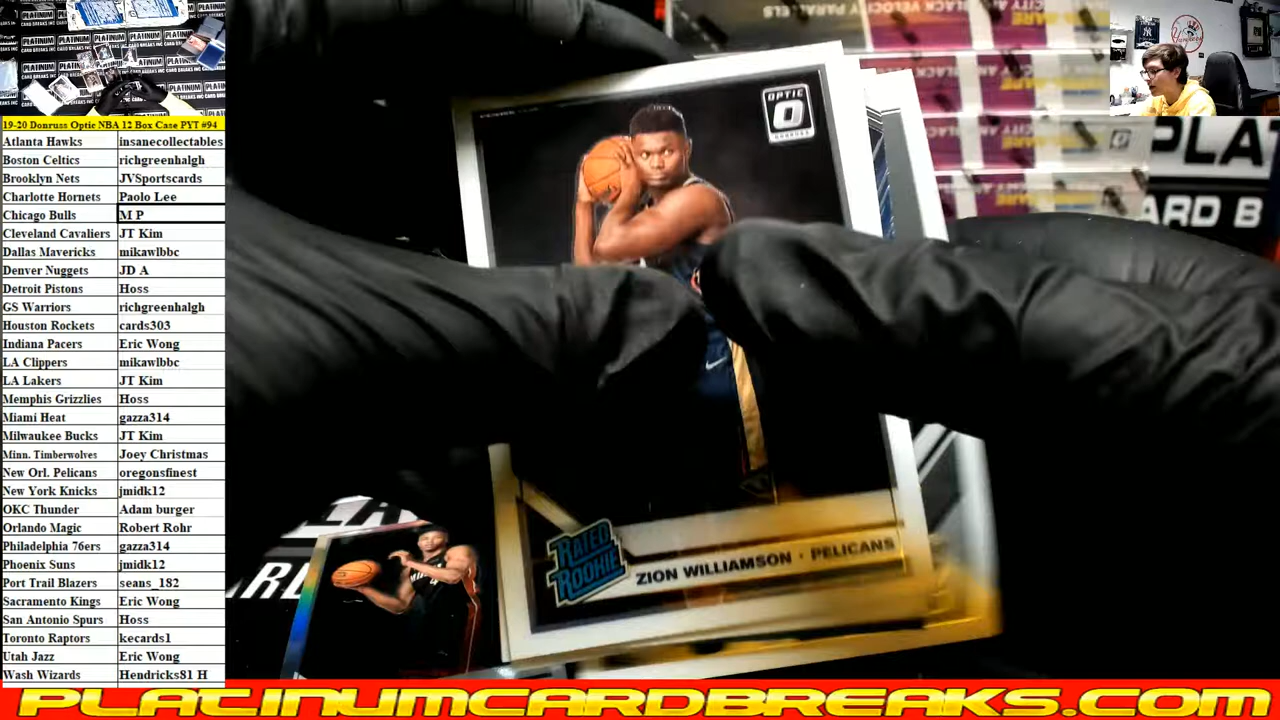 19-20 Donruss Optic NBA 12 Box Case PYT #94
Atlanta Hawks insanecollectables
Boston Celtics richgreenhalgh
Brooklyn Nets JVSportscards
Charlotte Hornets Paolo Lee
Chicago Bulls M P
Cleveland Cavaliers JT Kim
Dallas Mavericks mikawlbbc
Denver Nuggets JD A
Detroit Pistons Hoss
GS Warriors richgreenhalgh
Houston Rockets cards303
Indiana Pacers Eric Wong
LA Clippers mikawlbbc
LA Lakers JT Kim
Memphis Grizzlies Hoss
Miami Heat gazza314
Milwaukee Bucks JT Kim
Minn. Timberwolves Joey Christmas
New Orl. Pelicans oregonsfinest
New York Knicks jmidk12
OKC Thunder Adam burger
Orlando Magic Robert Rohr
Philadelphia 76ers gazza314
Phoenix Suns jmidk12
Port Trail Blazers seans_182
Sacramento Kings Eric Wong
San Antonio Spurs Hoss
Toronto Raptors kecards1
Utah Jazz Eric Wong
Wash Wizards Hendricks81 H
OPTIC
RATED
ROOKIE
ZION WILLIAMSON · PELICANS
BLACK VELOCITY PARALLELS
PLA
ARD B
PLATINUMCARDBREAKS.COM